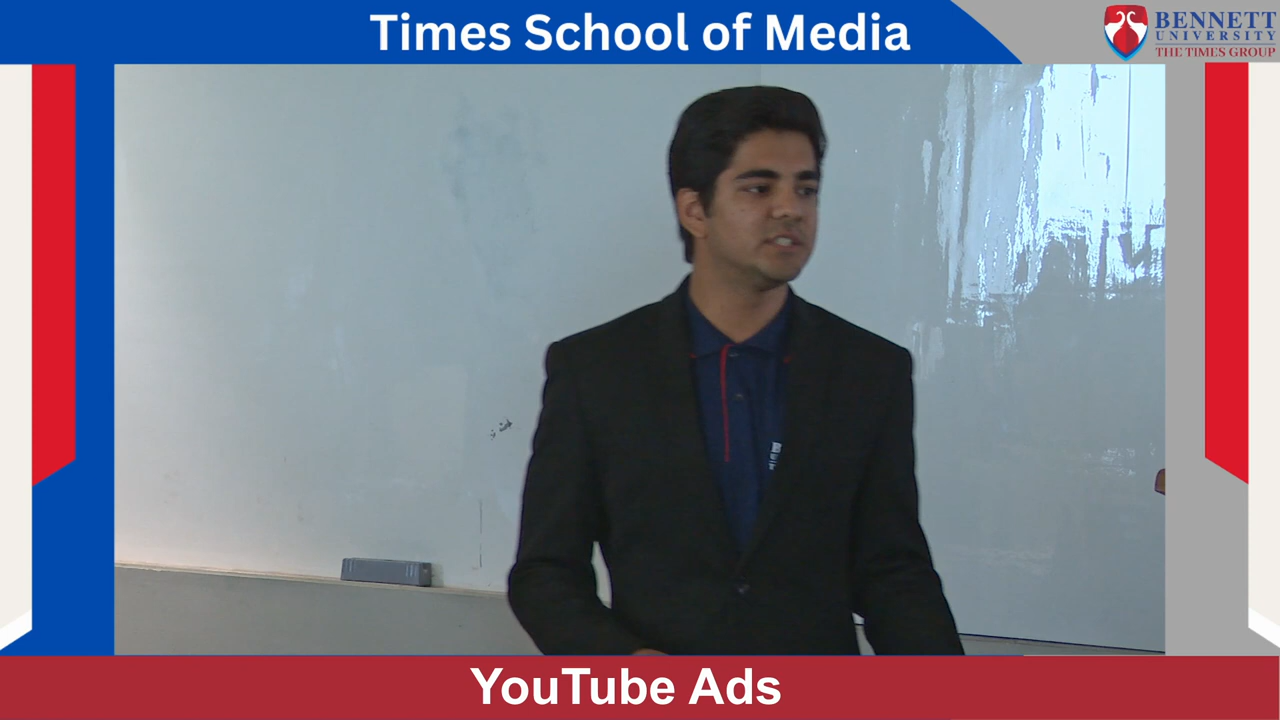 Times School of Media
BENNETT
UNIVERSITY
THE TIMES GROUP
YouTube Ads